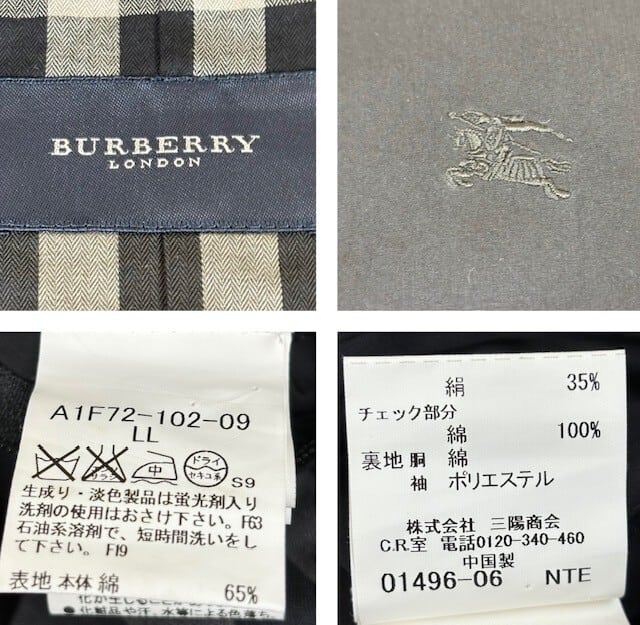 BURBERRY
LONDON
A1F72-102-09
LL
中
ドライ
セキユ系
S9
生成り・淡色製品は蛍光剤入り
洗剤の使用はおさけ下さい。F63
石油系溶剤で、短時間洗いをし
て下さい。F19
表地 本体 綿 65%
絹 35%
チェック部分
綿 100%
裏地 胴 綿
袖 ポリエステル
株式会社 三陽商会
C.R.室 電話0120-340-460
中国製
01496-06 NTE